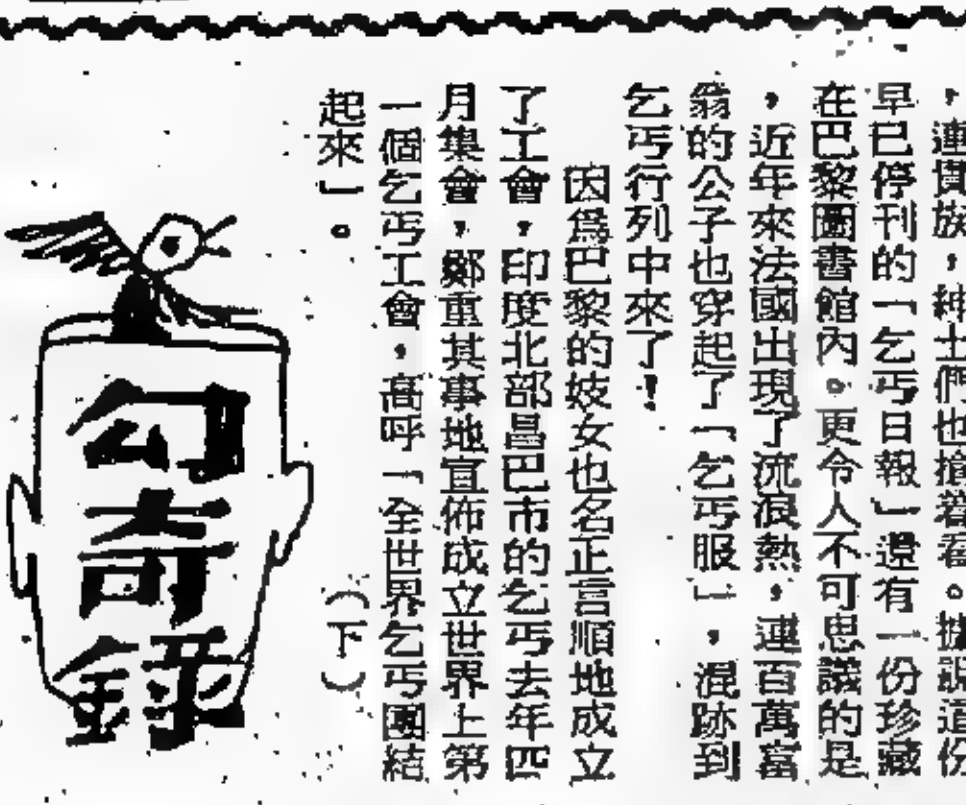 ，連貴族，紳士們也搶着看。據說這份
早已停刊的「乞丐日報」還有一份珍藏
在巴黎圖書館內。更令人不可思議的是
，近年來法國出現了流浪熱，連百萬富
翁的公子也穿起了「乞丐服」，混跡到
乞丐行列中來了！
因爲巴黎的妓女也名正言順地成立
了工會，印度北部昌巴市的乞丐去年四
月集會，鄭重其事地宣佈成立世界上第
一個乞丐工會，高呼「全世界乞丐團結
起來」。
（下）
勾奇錄